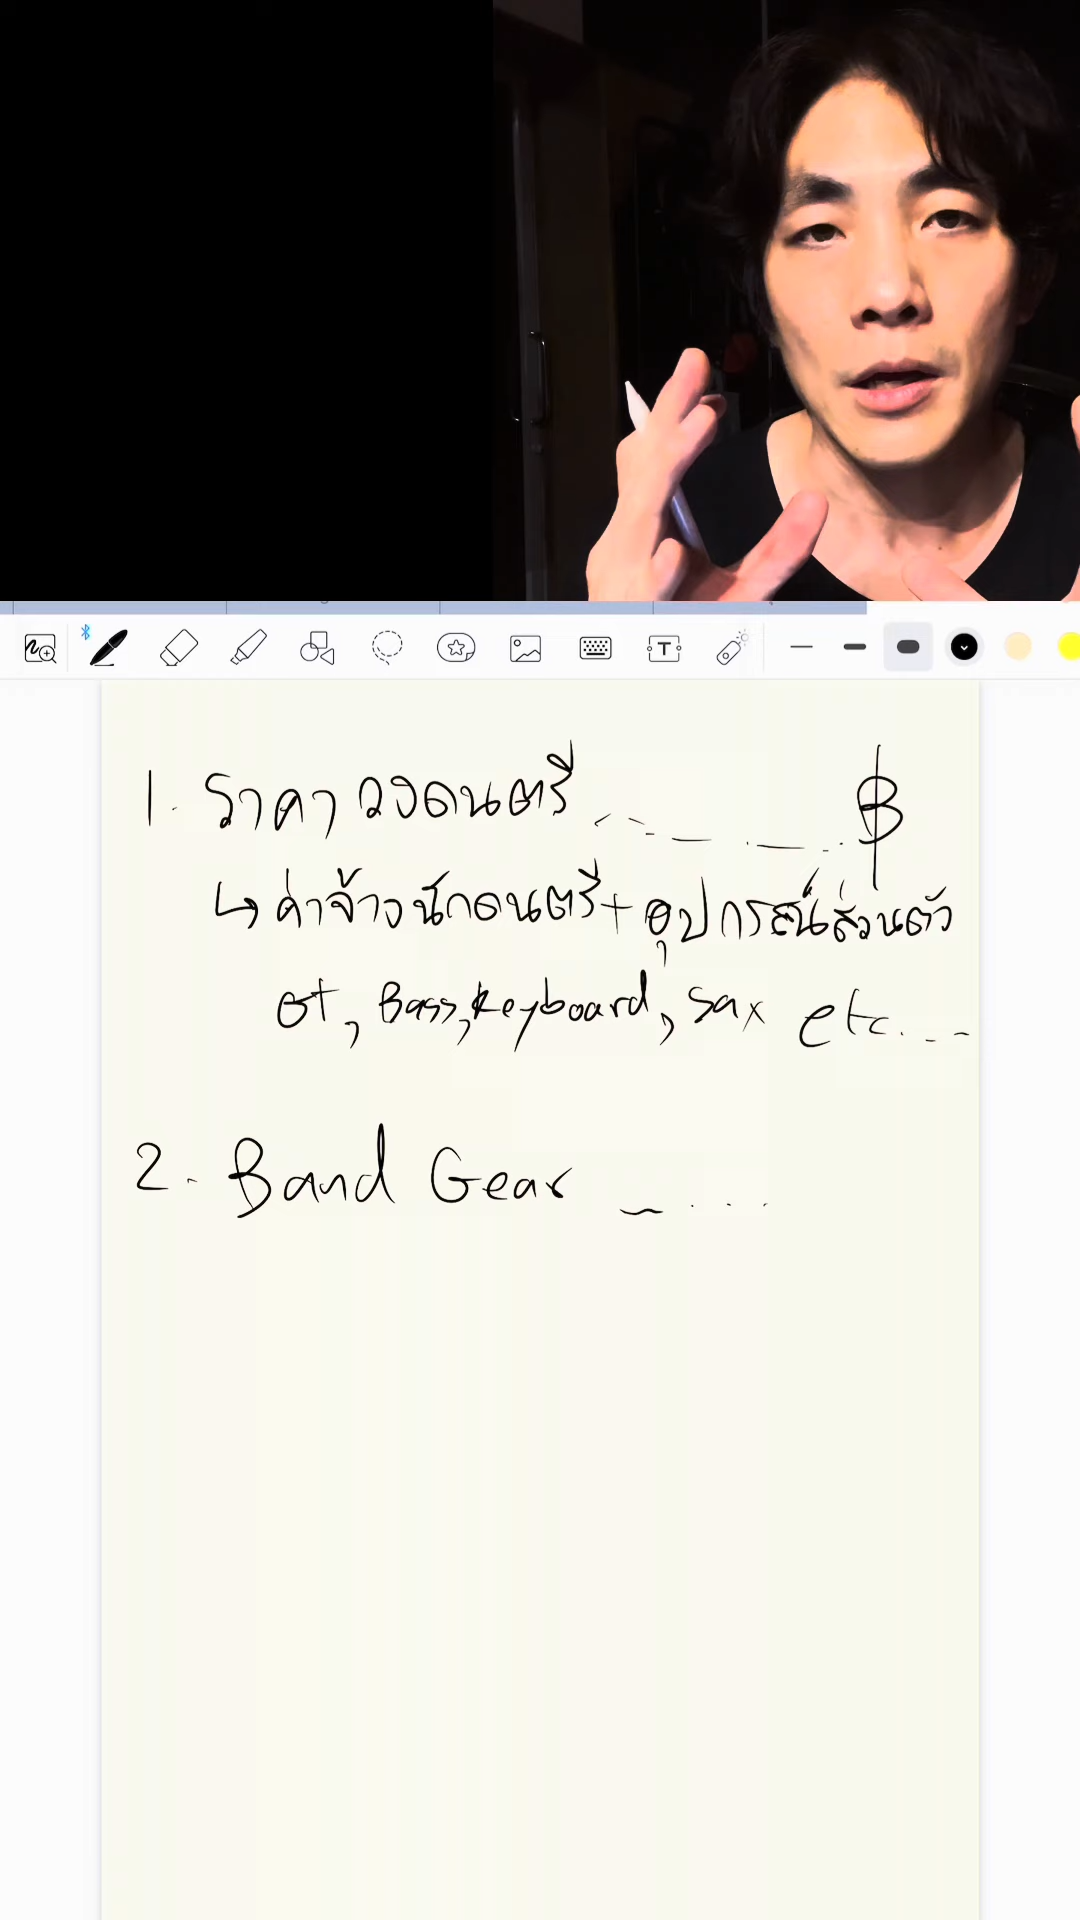 1. ราคาวงดนตรี ........ ฿
↳ ค่าจ้างนักดนตรี + อุปกรณ์ส่วนตัว
Gt, Bass, Keyboard, Sax etc...
2. Band Gear ....